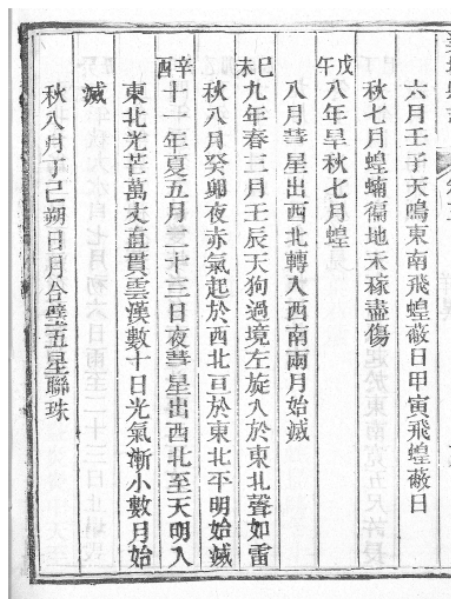 六月壬子天鳴東南飛蝗蔽日甲寅飛蝗蔽日
秋七月蝗蝻徧地禾稼盡傷
戊午八年旱秋七月蝗
八月彗星出西北轉入西南兩月始滅
己未九年春三月壬辰天狗過境左旋入於東北聲如雷
秋八月癸卯夜赤氣起於西北亘於東北平明始滅
辛酉十一年夏五月二十三日夜彗星出西北至天明入
東北光芒萬丈直貫雲漢數十日光氣漸小數月始
滅
秋八月丁己朔日月合璧五星聯珠